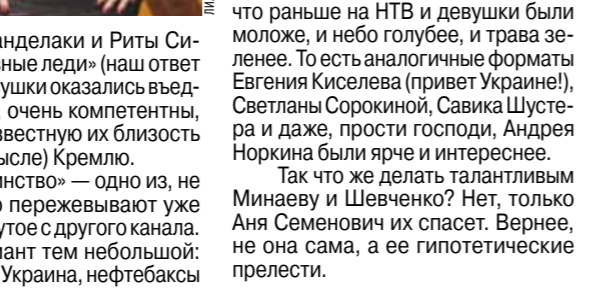 анделаки и Риты Си-
ные леди» (наш ответ
ушки оказались въед-
очень компетентны,
звестную их близость
ысле) Кремлю.
инство» — одно из, не
пережевывают уже
утое с другого канала.
иант тем небольшой:
Украина, нефтебаксы
что раньше на НТВ и девушки были
моложе, и небо голубее, и трава зе-
ленее. То есть аналогичные форматы
Евгения Киселева (привет Украине!),
Светланы Сорокиной, Савика Шусте-
ра и даже, прости господи, Андрея
Норкина были ярче и интереснее.
Так что же делать талантливым
Минаеву и Шевченко? Нет, только
Аня Семенович их спасет. Вернее,
не она сама, а ее гипотетические
прелести.